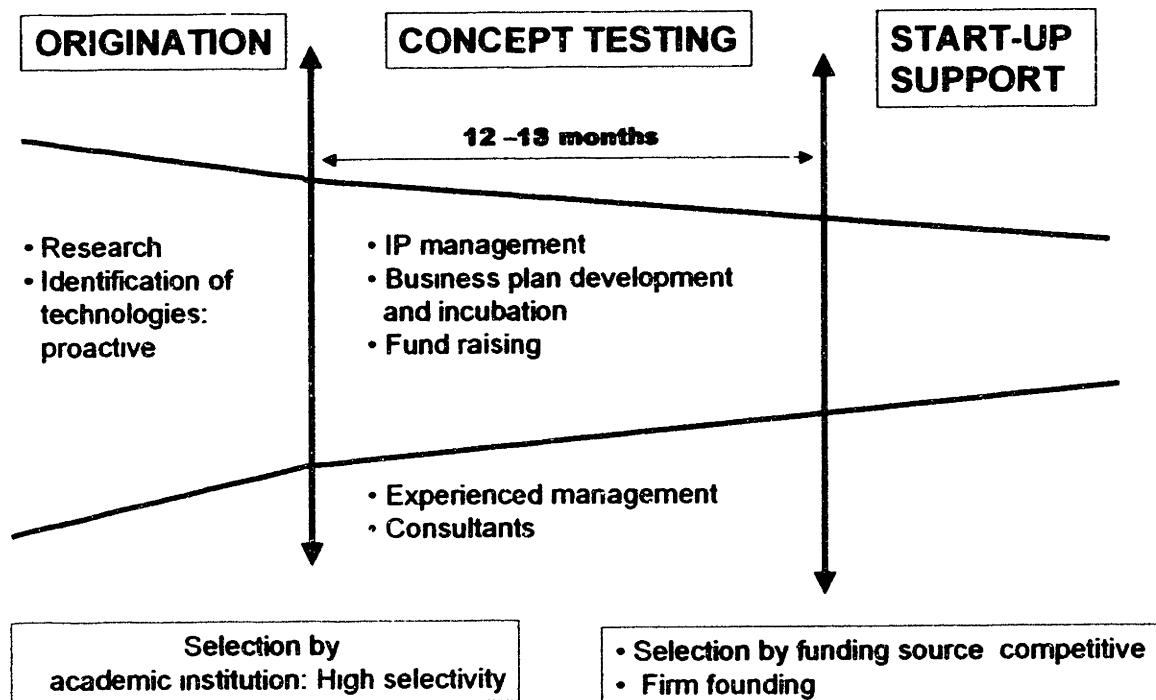 ORIGINATION
CONCEPT TESTING
START-UP
SUPPORT
12 –18 months
• Research
• Identification of
technologies:
proactive
• IP management
• Business plan development
and incubation
• Fund raising
• Experienced management
• Consultants
Selection by
academic institution: High selectivity
• Selection by funding source competitive
• Firm founding